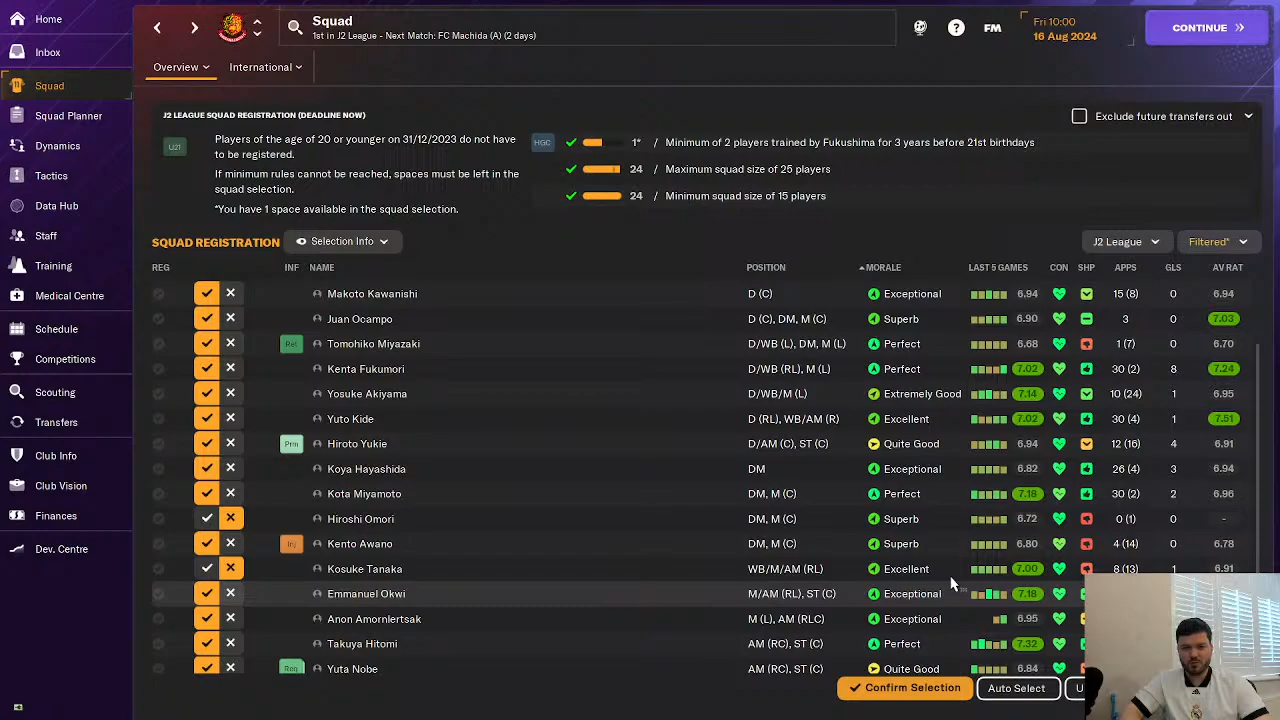 Home
Inbox
Squad
Squad Planner
Dynamics
Tactics
Data Hub
Staff
Training
Medical Centre
Schedule
Competitions
Scouting
Transfers
Club Info
Club Vision
Finances
Dev. Centre
Squad
1st in J2 League - Next Match: FC Machida (A) (2 days)
? FM
Fri 10:00
16 Aug 2024
CONTINUE
Overview International
J2 LEAGUE SQUAD REGISTRATION (DEADLINE NOW)
Exclude future transfers out
U21 Players of the age of 20 or younger on 31/12/2023 do not have
to be registered.
If minimum rules cannot be reached, spaces must be left in the
squad selection.
*You have 1 space available in the squad selection.
HGC 1* / Minimum of 2 players trained by Fukushima for 3 years before 21st birthdays
24 / Maximum squad size of 25 players
24 / Minimum squad size of 15 players
SQUAD REGISTRATION Selection Info J2 League Filtered*
REG INF NAME POSITION MORALE LAST 5 GAMES CON SHP APPS GLS AV RAT
Makoto Kawanishi D (C) Exceptional 6.94 15 (8) 0 6.94
Juan Ocampo D (C), DM, M (C) Superb 6.90 3 0 7.03
Ret Tomohiko Miyazaki D/WB (L), DM, M (L) Perfect 6.68 1 (7) 0 6.70
Kenta Fukumori D/WB (RL), M (L) Perfect 7.02 30 (2) 8 7.24
Yosuke Akiyama D/WB/M (L) Extremely Good 7.14 10 (24) 1 6.95
Yuto Kide D (RL), WB/AM (R) Excellent 7.02 30 (4) 1 7.51
Prm Hiroto Yukie D/AM (C), ST (C) Quite Good 6.94 12 (16) 4 6.91
Koya Hayashida DM Exceptional 6.82 26 (4) 3 6.94
Kota Miyamoto DM, M (C) Perfect 7.18 30 (2) 2 6.96
Hiroshi Omori DM, M (C) Superb 6.72 0 (1) 0 -
Inj Kento Awano DM, M (C) Superb 6.80 4 (14) 0 6.78
Kosuke Tanaka WB/M/AM (RL) Excellent 7.00 8 (13) 1 6.91
Emmanuel Okwi M/AM (RL), ST (C) Exceptional 7.18
Anon Amornlertsak M (L), AM (RLC) Exceptional 6.95
Takuya Hitomi AM (RC), ST (C) Perfect 7.32
Req Yuta Nobe AM (RC), ST (C) Quite Good 6.84
Confirm Selection Auto Select